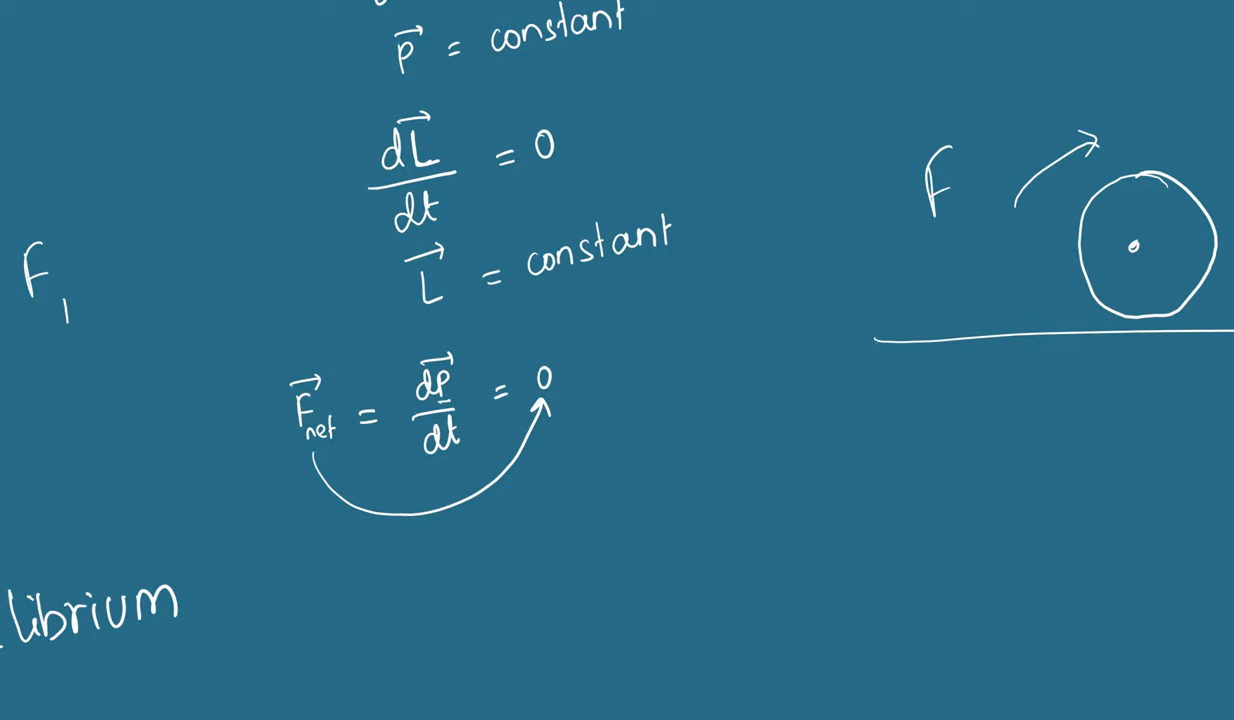 p⃗ = constant
dL⃗/dt = 0
L⃗ = constant
F₁
F
F⃗net = dp⃗/dt = 0
librium